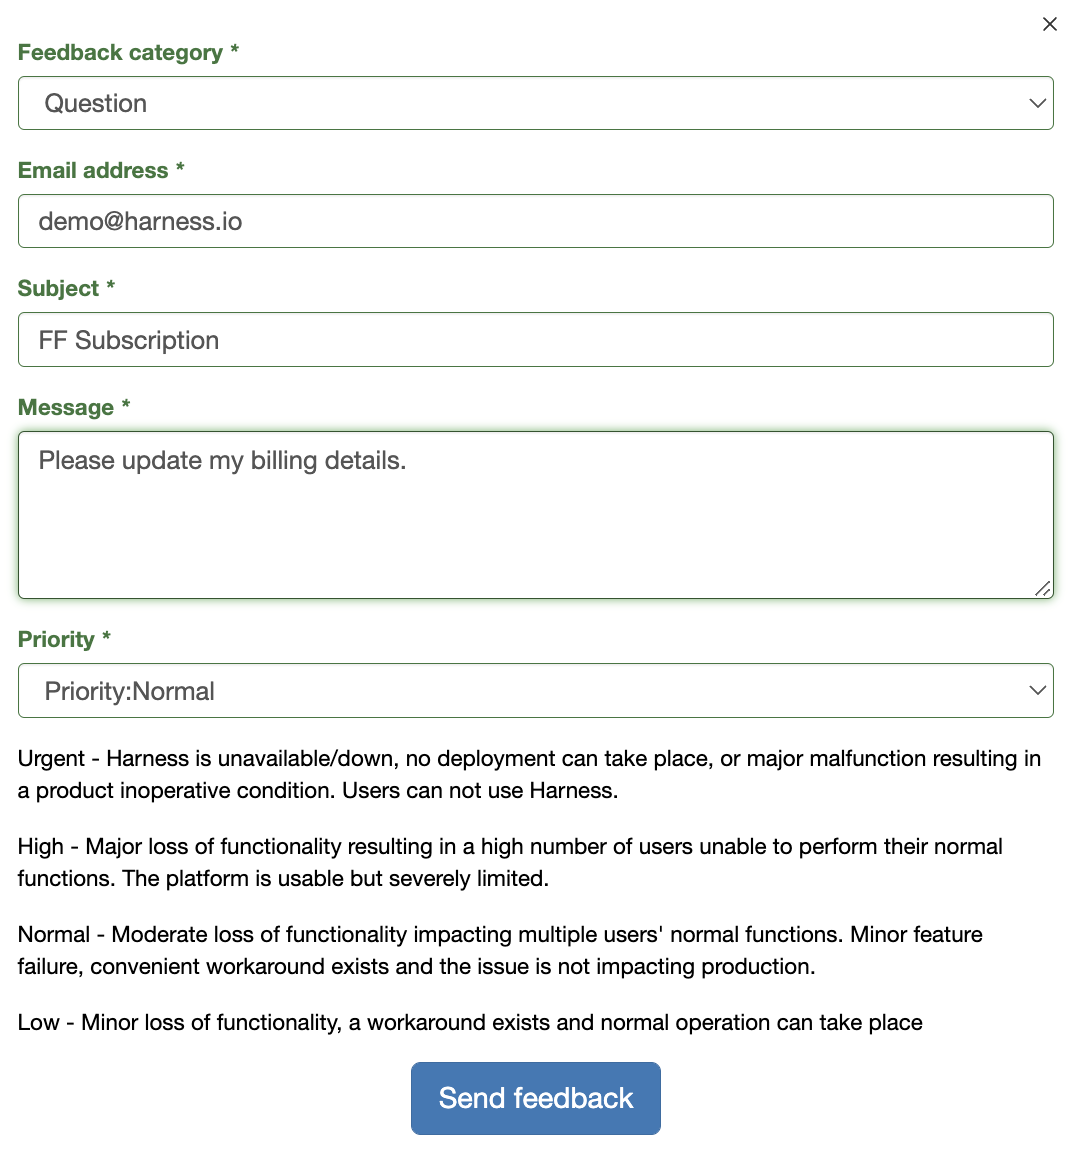 Feedback category *
Question
Email address *
demo@harness.io
Subject *
FF Subscription
Message *
Please update my billing details.
Priority *
Priority:Normal
Urgent - Harness is unavailable/down, no deployment can take place, or major malfunction resulting in
a product inoperative condition. Users can not use Harness.
High - Major loss of functionality resulting in a high number of users unable to perform their normal
functions. The platform is usable but severely limited.
Normal - Moderate loss of functionality impacting multiple users' normal functions. Minor feature
failure, convenient workaround exists and the issue is not impacting production.
Low - Minor loss of functionality, a workaround exists and normal operation can take place
Send feedback